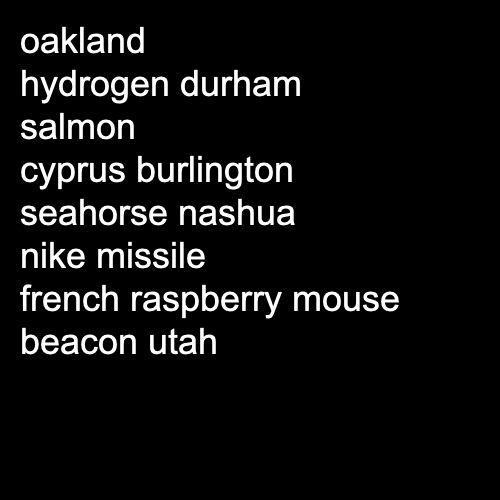 oakland
hydrogen durham
salmon
cyprus burlington
seahorse nashua
nike missile
french raspberry mouse
beacon utah